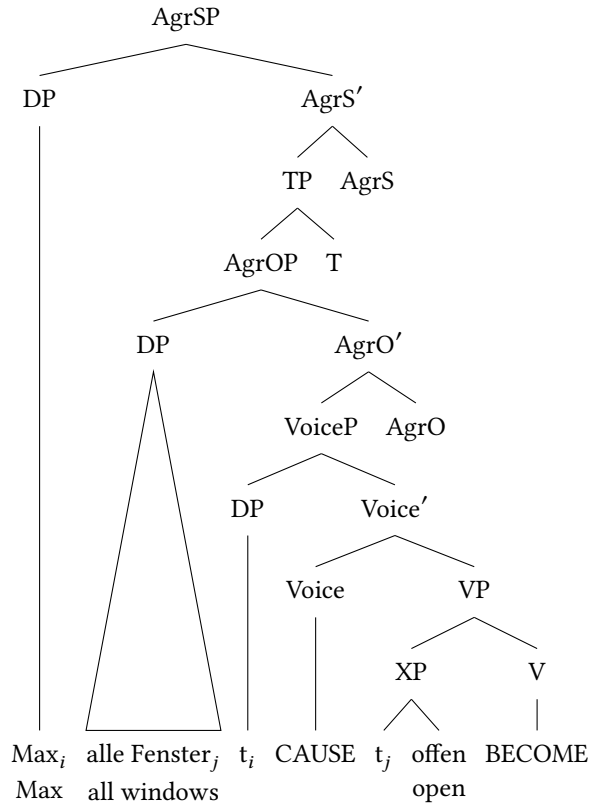 AgrSP
DP AgrS′
TP AgrS
AgrOP T
DP AgrO′
VoiceP AgrO
DP Voice′
Voice VP
XP V
Maxᵢ alle Fensterⱼ tᵢ CAUSE tⱼ offen BECOME
Max all windows open